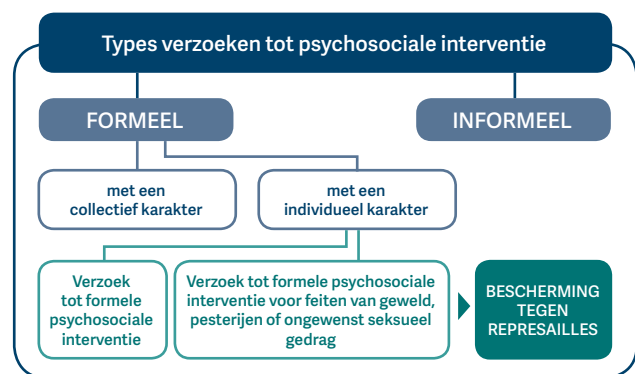 Types verzoeken tot psychosociale interventie
FORMEEL
INFORMEEL
met een
collectief karakter
met een
individueel karakter
Verzoek
tot formele
psychosociale
interventie
Verzoek tot formele psychosociale
interventie voor feiten van geweld,
pesterijen of ongewenst seksueel
gedrag
BESCHERMING
TEGEN
REPRESAILLES